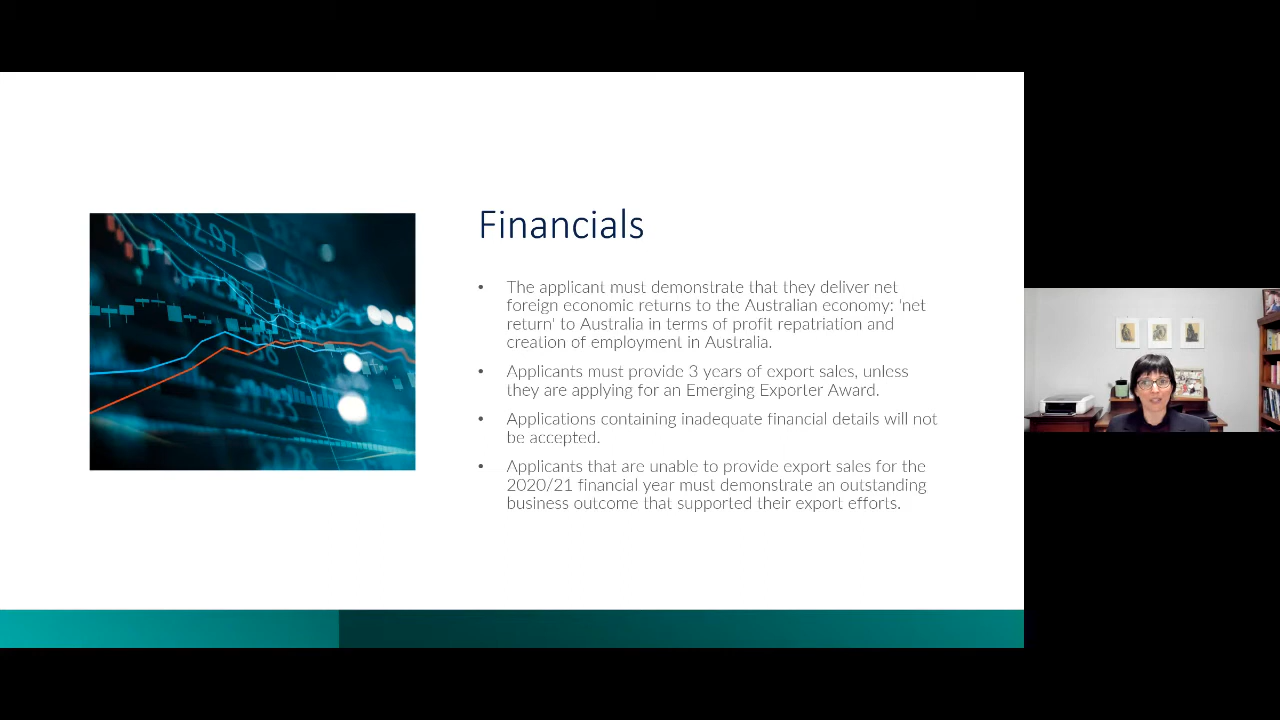 Financials
• The applicant must demonstrate that they deliver net
foreign economic returns to the Australian economy: 'net
return' to Australia in terms of profit repatriation and
creation of employment in Australia.
• Applicants must provide 3 years of export sales, unless
they are applying for an Emerging Exporter Award.
• Applications containing inadequate financial details will not
be accepted.
• Applicants that are unable to provide export sales for the
2020/21 financial year must demonstrate an outstanding
business outcome that supported their export efforts.
42.97